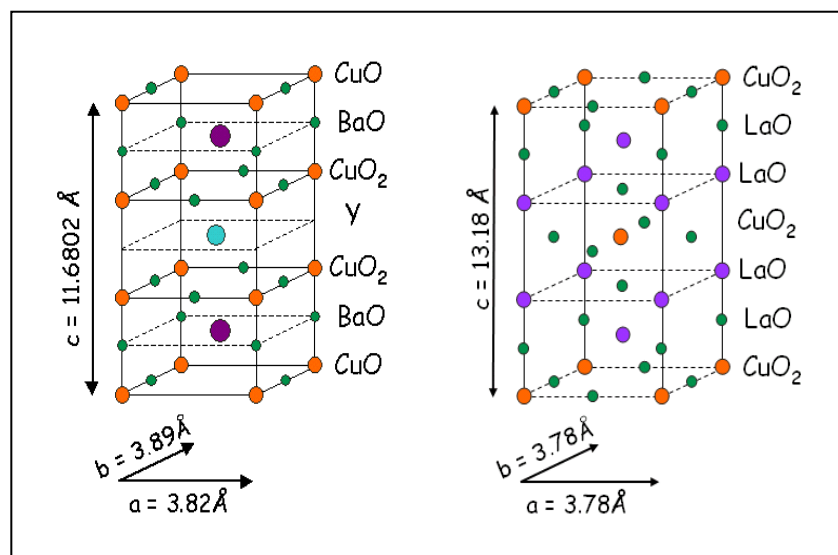 CuO
BaO
CuO2
Y
CuO2
BaO
CuO
c = 11.6802 Å
b = 3.89Å
a = 3.82Å
CuO2
LaO
LaO
CuO2
LaO
LaO
CuO2
c = 13.18 Å
b = 3.78Å
a = 3.78Å